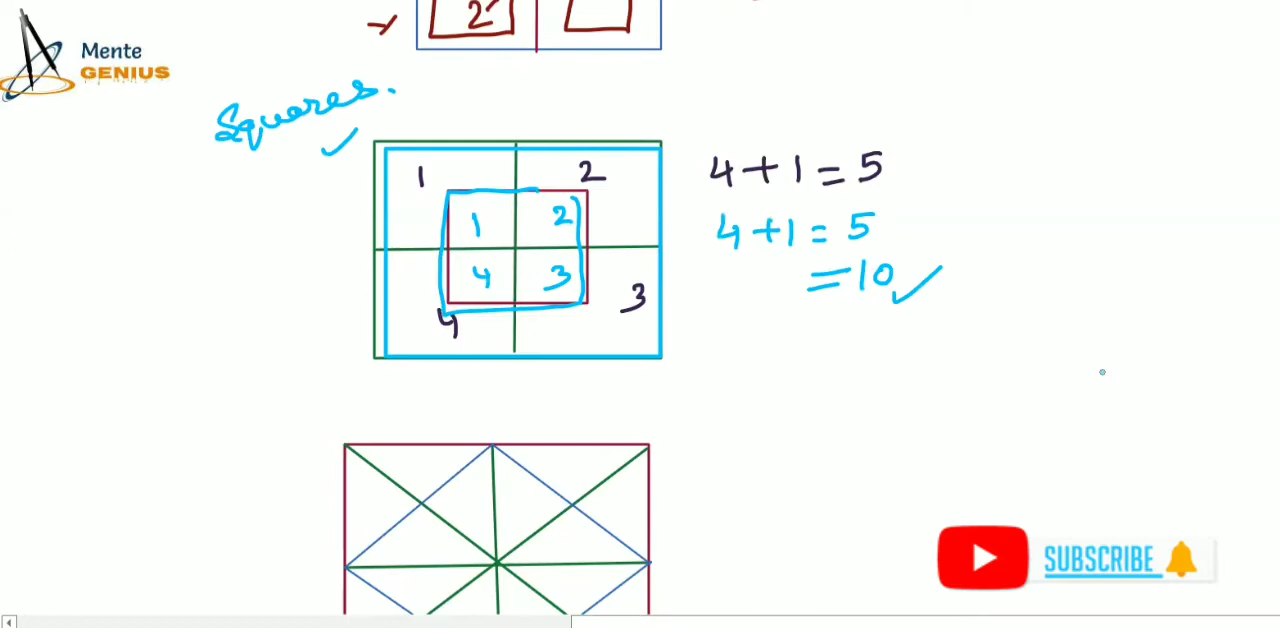 2
Mente
GENIUS
Squares.
1 2
1 2
4 3
4 3
4+1=5
4+1=5
=10
SUBSCRIBE